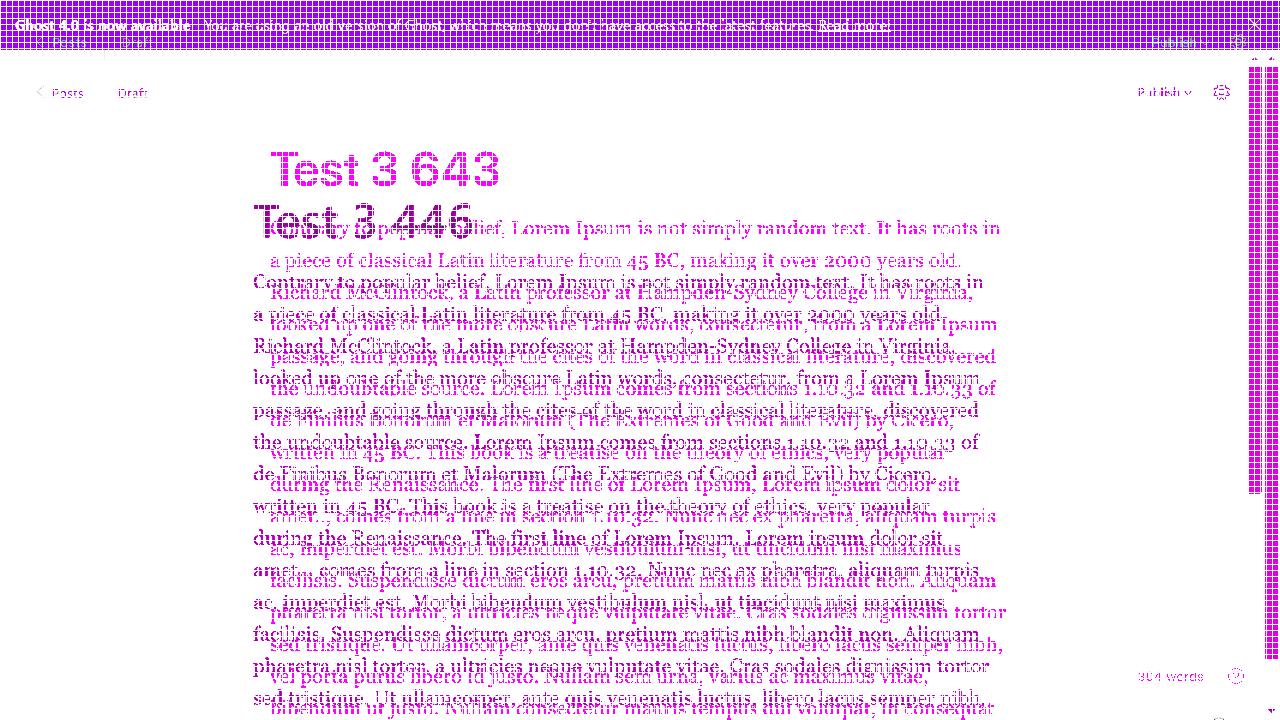 Ghost 4.0 is now available You are using an old version of Ghost, which means you don't have access to the latest features. Read more
Publish
Posts Draft Publish
Test 3 643
Test 3 446
belief, Lorem Ipsum is not simply random text. It has roots in
a piece of classical Latin literature from 45 BC, making it over 2000 years old.
Contrary to popular belief, Lorem Ipsum is not simply random text. It has roots in
Richard McClintock, a Latin professor at Hampden-Sydney College in Virginia,
a piece of classical Latin literature from 45 BC, making it over 2000 years old.
looked up one of the more obscure Latin words, consectetur, from a Lorem Ipsum
Richard McClintock, a Latin professor at Hampden-Sydney College in Virginia,
passage, and going through the cites of the word in classical literature, discovered
looked up one of the more obscure Latin words, consectetur, from a Lorem Ipsum
the undoubtable source. Lorem Ipsum comes from sections 1.10.32 and 1.10.33 of
passage, and going through the cites of the word in classical literature, discovered
de Finibus Bonorum et Malorum (The Extremes of Good and Evil) by Cicero,
the undoubtable source. Lorem Ipsum comes from sections 1.10.32 and 1.10.33 of
written in 45 BC. This book is a treatise on the theory of ethics, very popular
de Finibus Bonorum et Malorum (The Extremes of Good and Evil) by Cicero,
during the Renaissance. The first line of Lorem Ipsum, Lorem ipsum dolor sit
written in 45 BC. This book is a treatise on the theory of ethics, very popular
amet.., comes from a line in section 1.10.32. Nunc nec ex pharetra, aliquam turpis
during the Renaissance. The first line of Lorem Ipsum, Lorem ipsum dolor sit
ac, imperdiet est. Morbi bibendum vestibulum nisl, ut tincidunt nisl maximus
amet.., comes from a line in section 1.10.32. Nunc nec ex pharetra, aliquam turpis
facilisis. Suspendisse dictum eros arcu, pretium mattis nibh blandit non. Aliquam
ac, imperdiet est. Morbi bibendum vestibulum nisl, ut tincidunt nisl maximus
pharetra nisl tortor, a ultricies neque vulputate vitae. Cras sodales dignissim tortor
facilisis. Suspendisse dictum eros arcu, pretium mattis nibh blandit non. Aliquam
sed tristique. Ut ullamcorper, ante quis venenatis luctus, libero lacus semper nibh,
pharetra nisl tortor, a ultricies neque vulputate vitae. Cras sodales dignissim tortor
vel porta purus libero id justo. Nullam sem urna, varius ac maximus vitae,
304 words
sed tristique. Ut ullamcorper, ante quis venenatis luctus, libero lacus semper nibh,
bibendum ut justo. Nullam consectetur mauris tempus nisi volutpat, in consequat